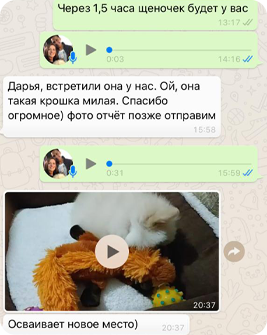 Через 1,5 часа щеночек будет у вас
13:17
0:03
14:16
Дарья, встретили она у нас. Ой, она
такая крошка милая. Спасибо
огромное) фото отчёт позже отправим
15:58
0:31
15:59
20:37
Осваивает новое место)
20:37